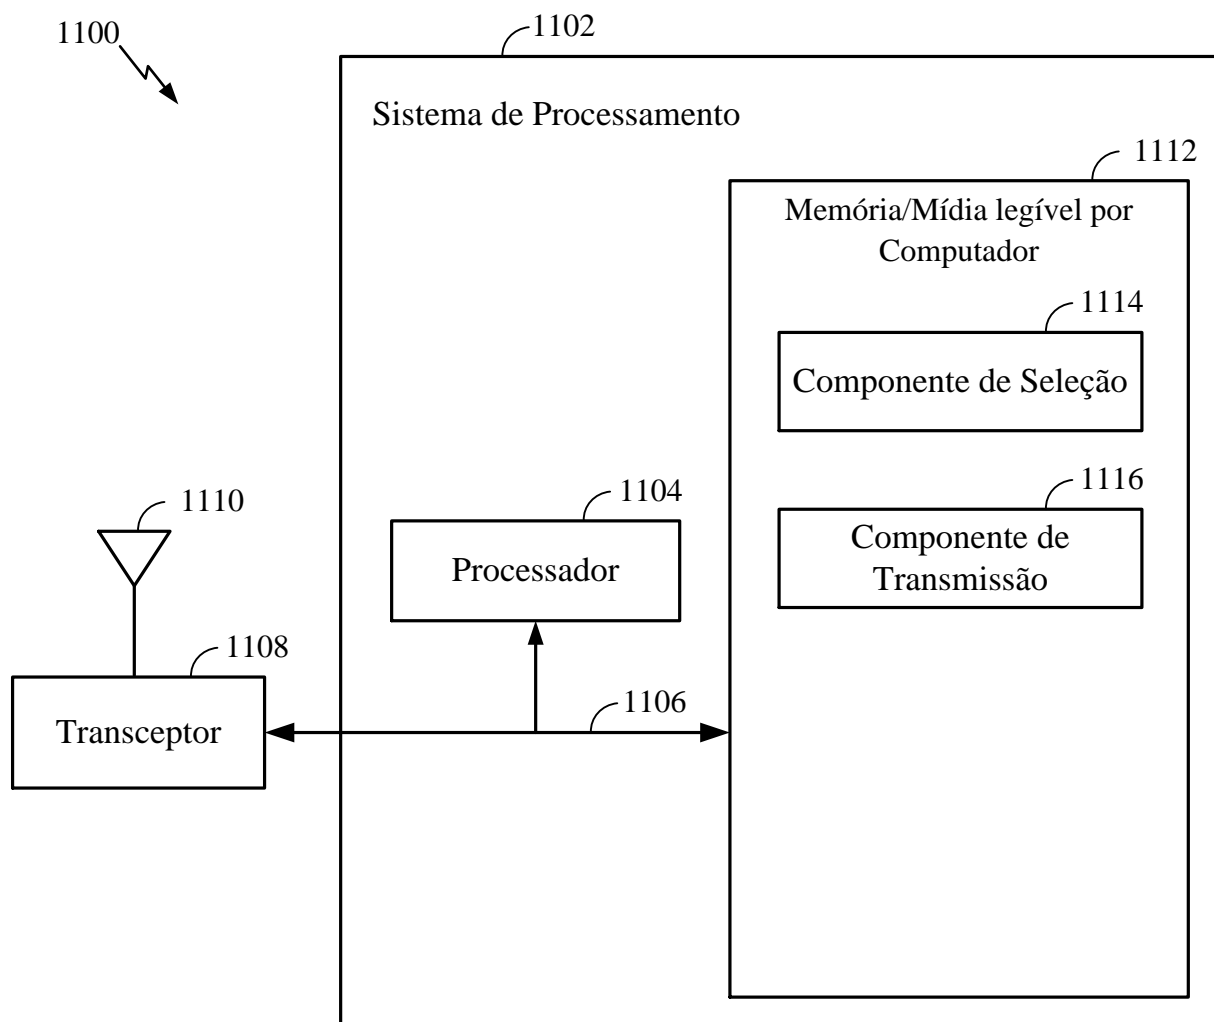 1100
1102
Sistema de Processamento
1112
Memória/Mídia legível por
Computador
1114
Componente de Seleção
1116
Componente de
Transmissão
1104
Processador
1110
1108
Transceptor
1106